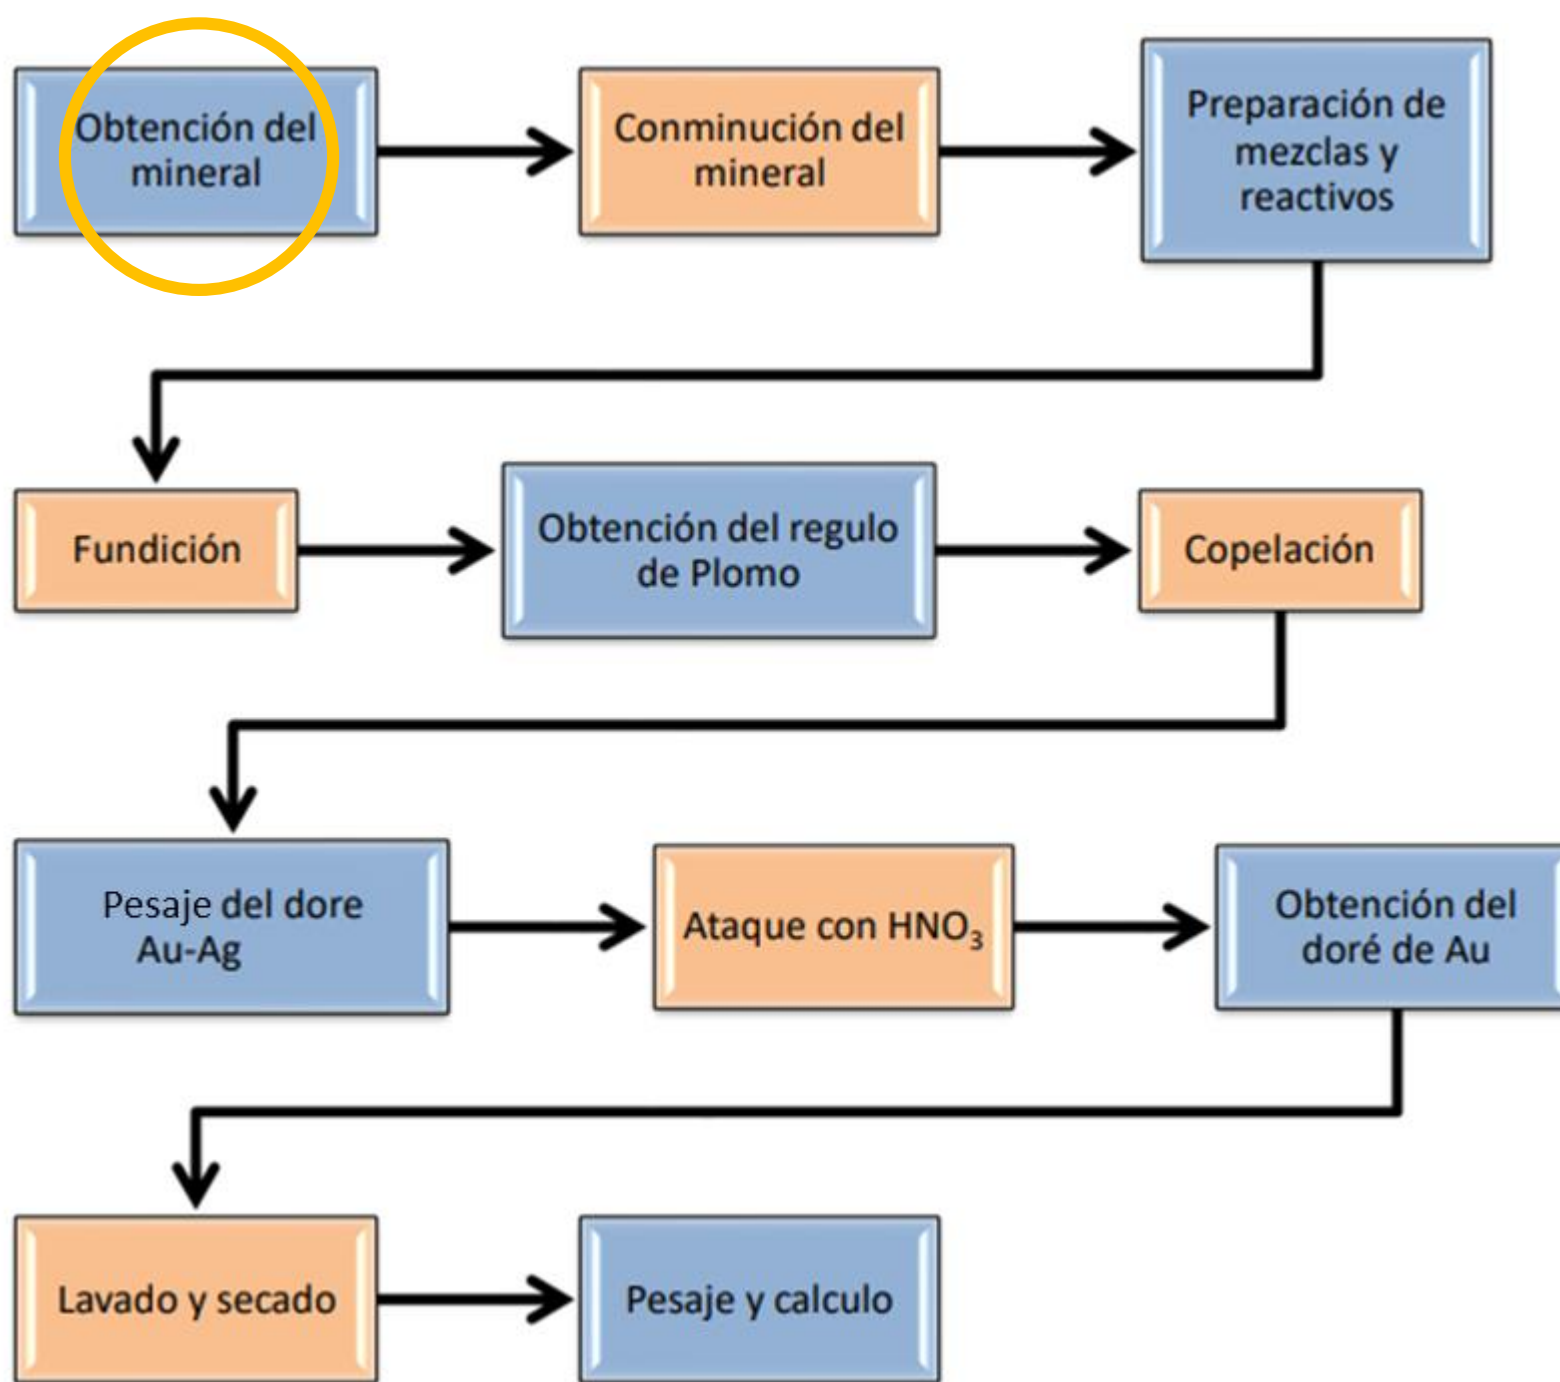 Obtención del
mineral
Conminución del
mineral
Preparación de
mezclas y
reactivos
Fundición
Obtención del regulo
de Plomo
Copelación
Pesaje del dore
Au-Ag
Ataque con HNO₃
Obtención del
doré de Au
Lavado y secado
Pesaje y calculo